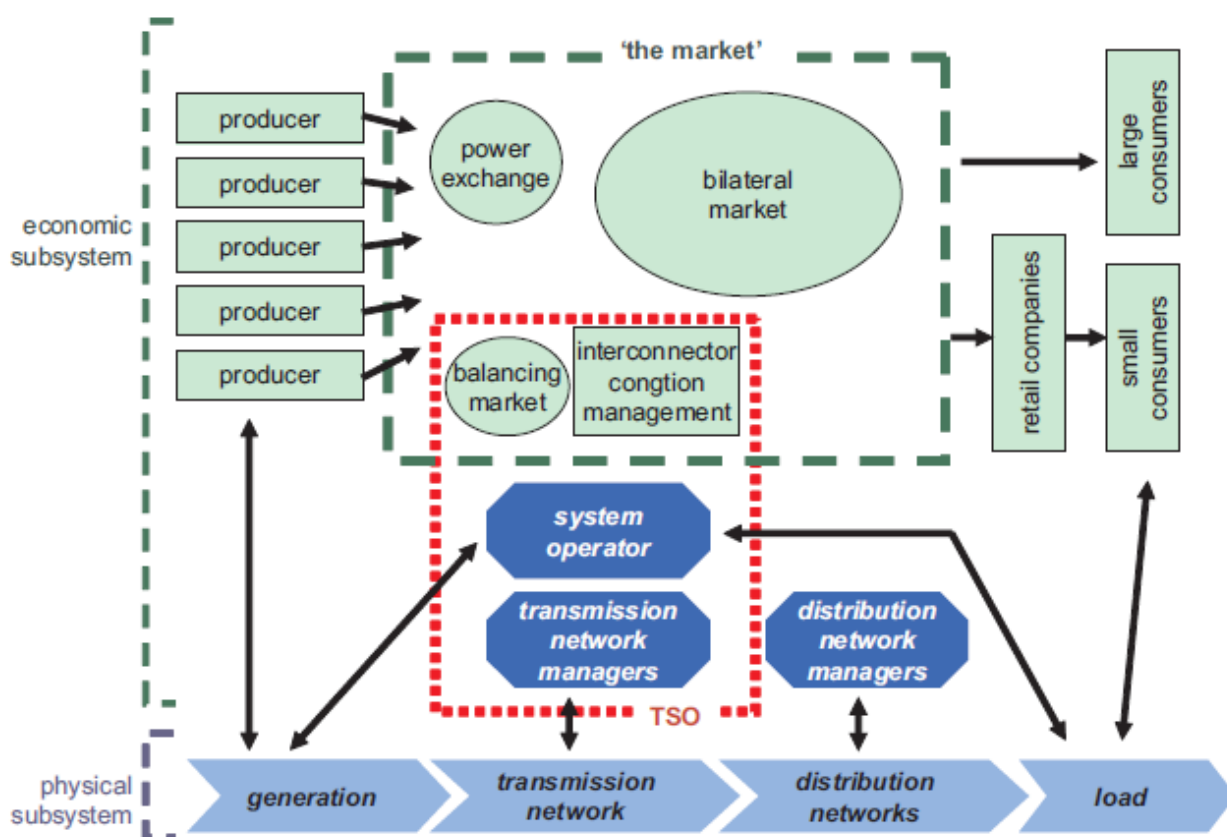 'the market'
economic
subsystem
producer
producer
producer
producer
producer
power
exchange
bilateral
market
balancing
market
interconnector
congtion
management
large
consumers
retail companies
small
consumers
system
operator
transmission
network
managers
distribution
network
managers
TSO
physical
subsystem
generation
transmission
network
distribution
networks
load